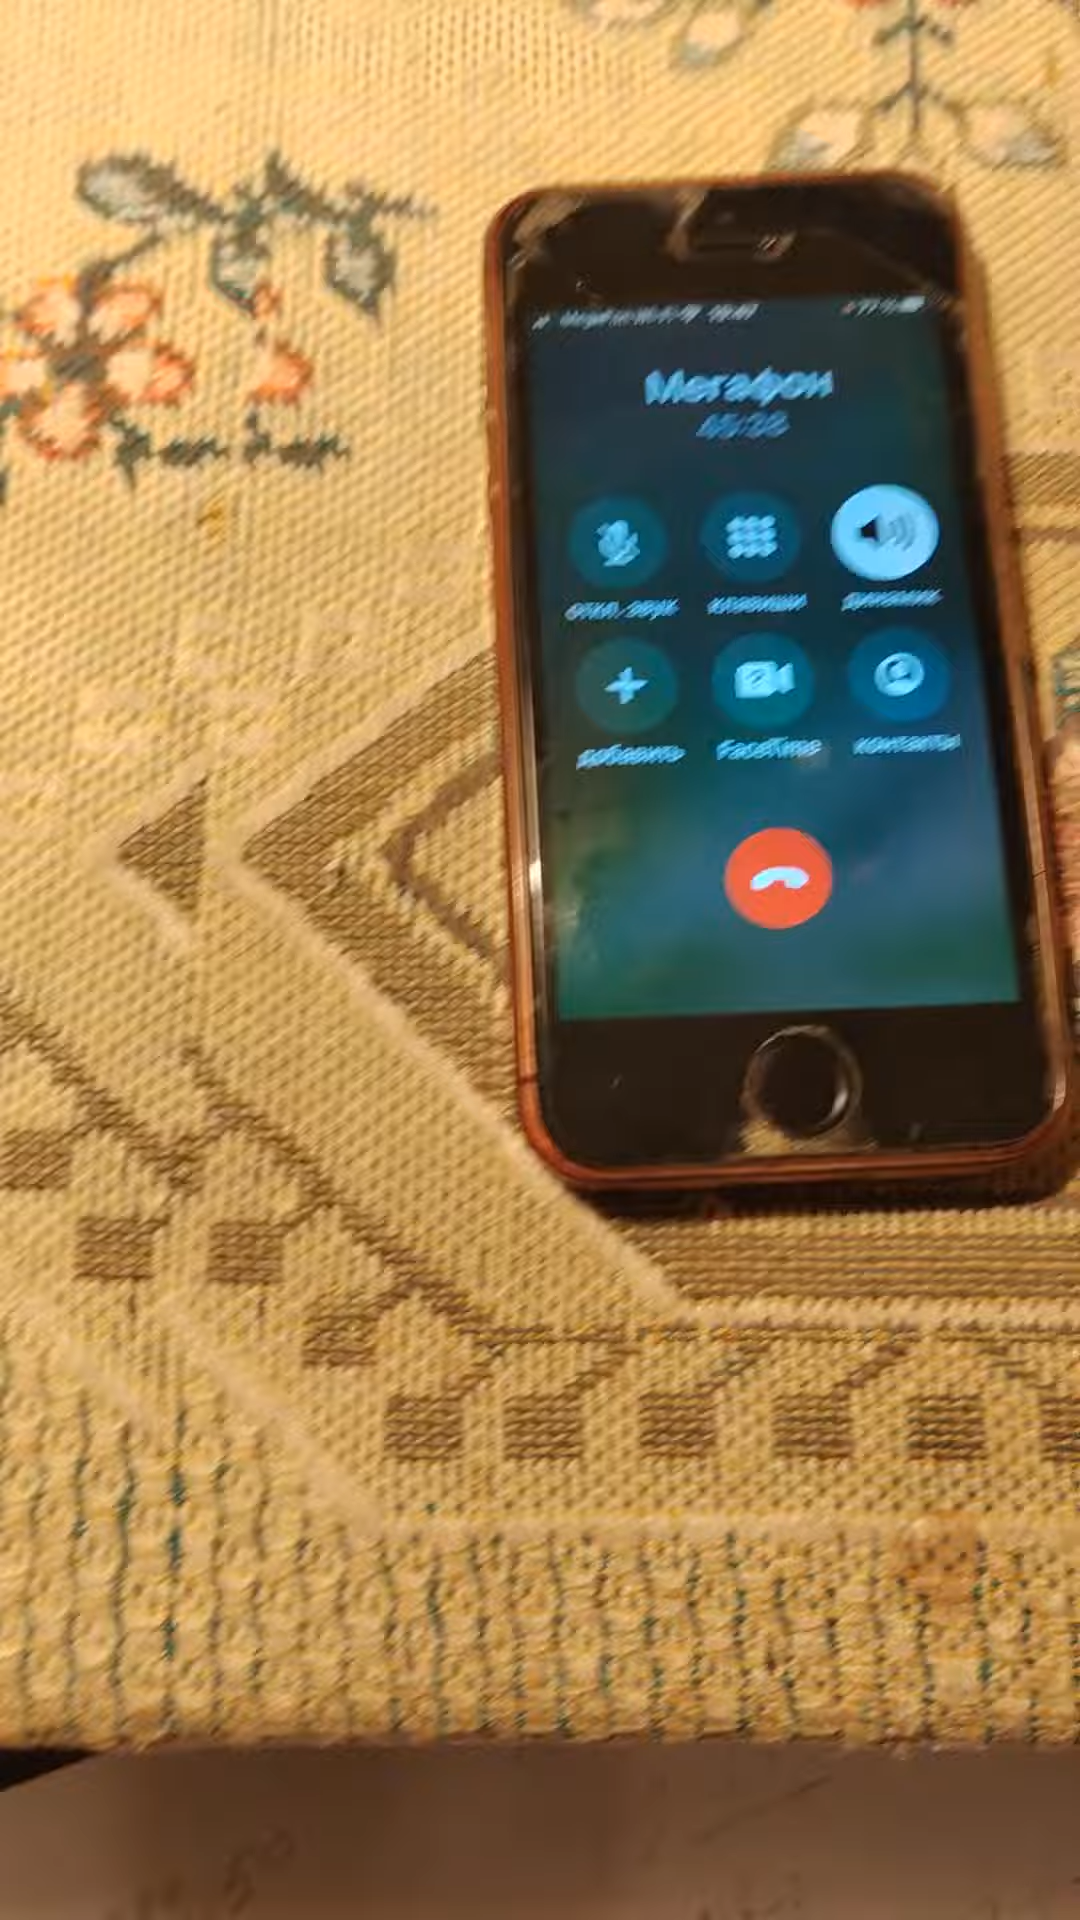 Мегафон
откл. звук
клавиши
динамик
добавить
FaceTime
контакты